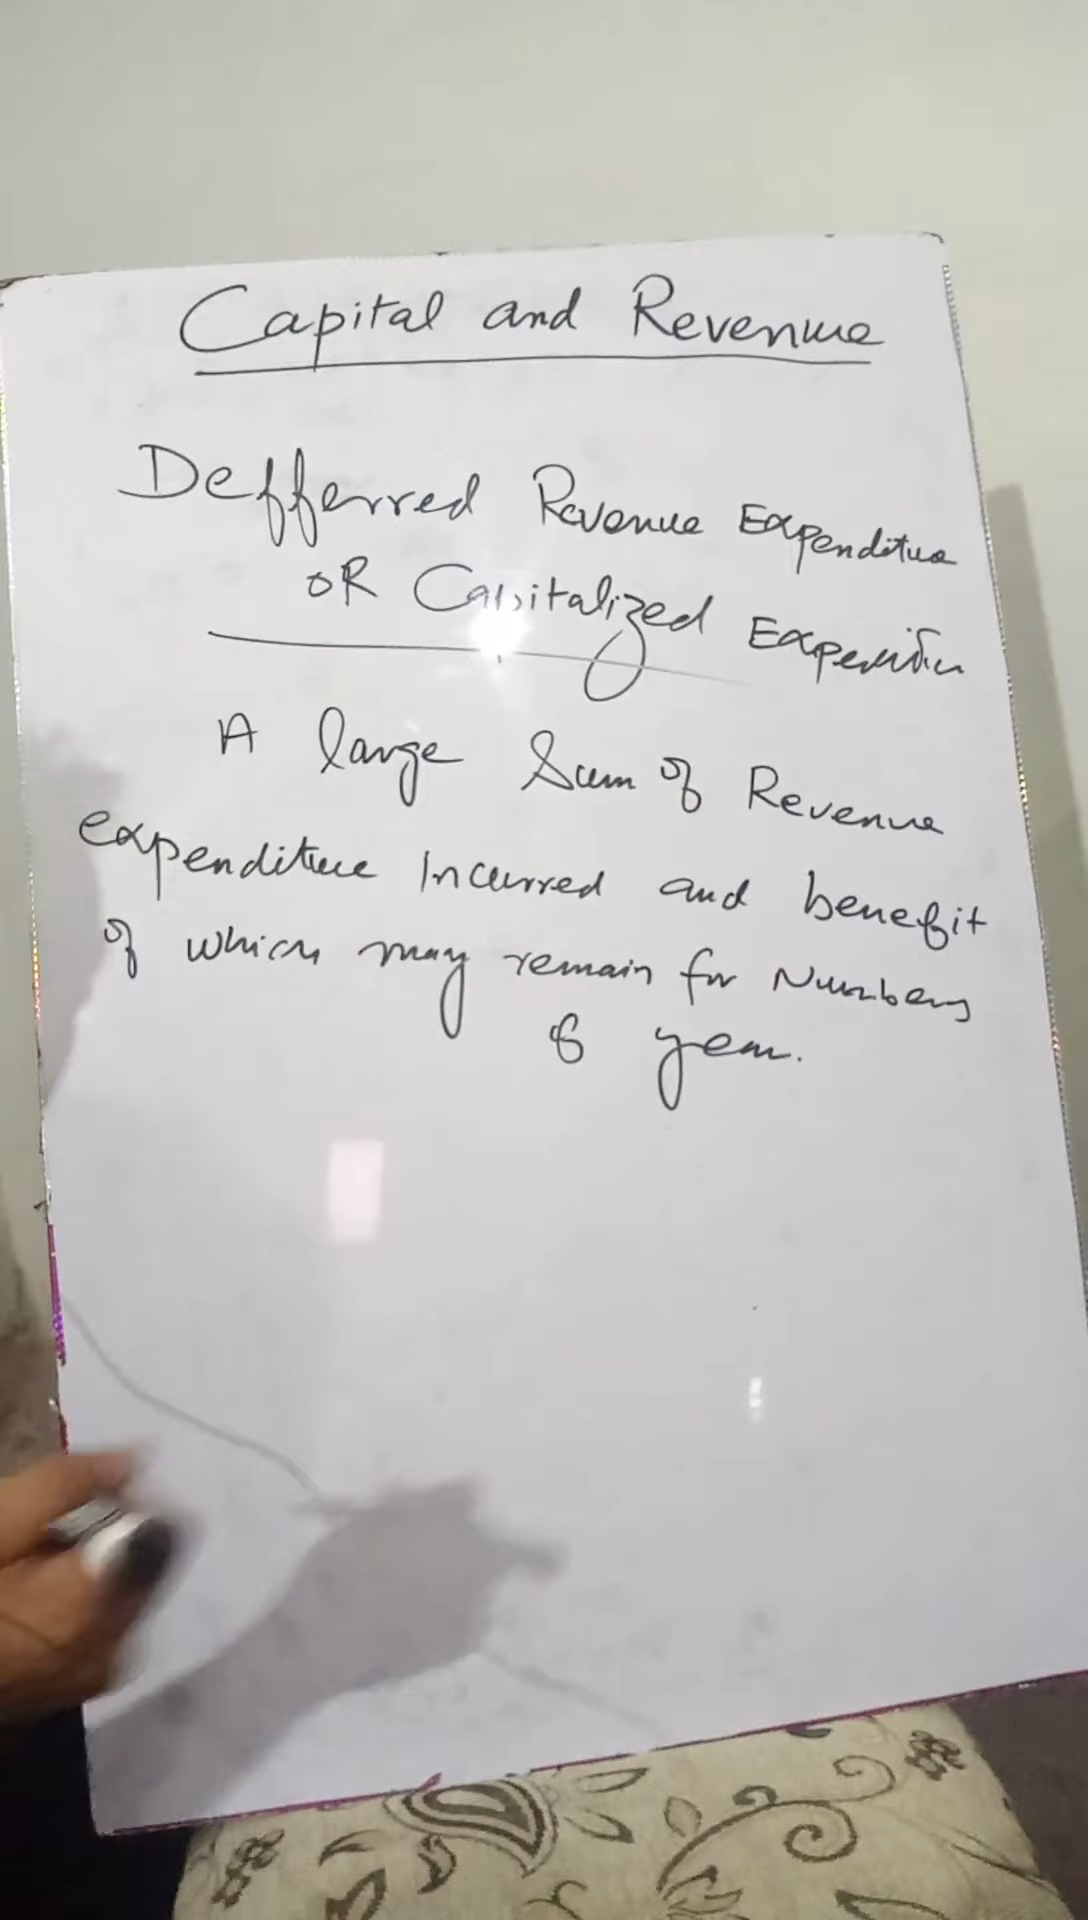 Capital and Revenue
Defferred Revenue Expenditure
OR Capitalized Expenditure
A large Sum of Revenue
expenditure Incurred and benefit
of which may remain for Numbers
of year.